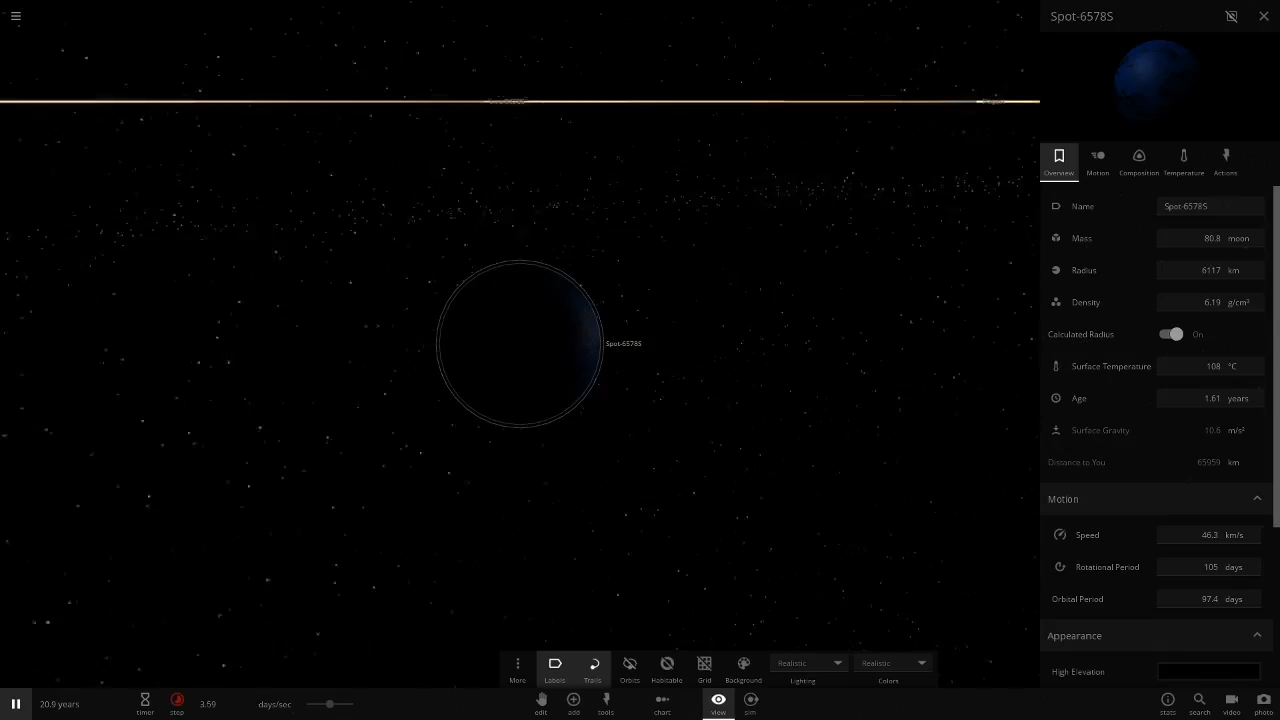 Spot-6578S
Overview
Motion
Composition
Temperature
Actions
Name Spot-6578S
Mass 80.8 moon
Radius 6117 km
Density 6.19 g/cm³
Calculated Radius On
Surface Temperature 108 °C
Age 1.61 years
Surface Gravity 10.6 m/s²
Distance to You 65959 km
Motion
Speed 46.3 km/s
Rotational Period 105 days
Orbital Period 97.4 days
Appearance
High Elevation
Spot-6578S
More
Labels
Trails
Orbits
Habitable
Grid
Background
Realistic
Lighting
Realistic
Colors
20.9 years
timer
step
3.59 days/sec
edit
add
tools
chart
view
sim
stats
search
video
photo